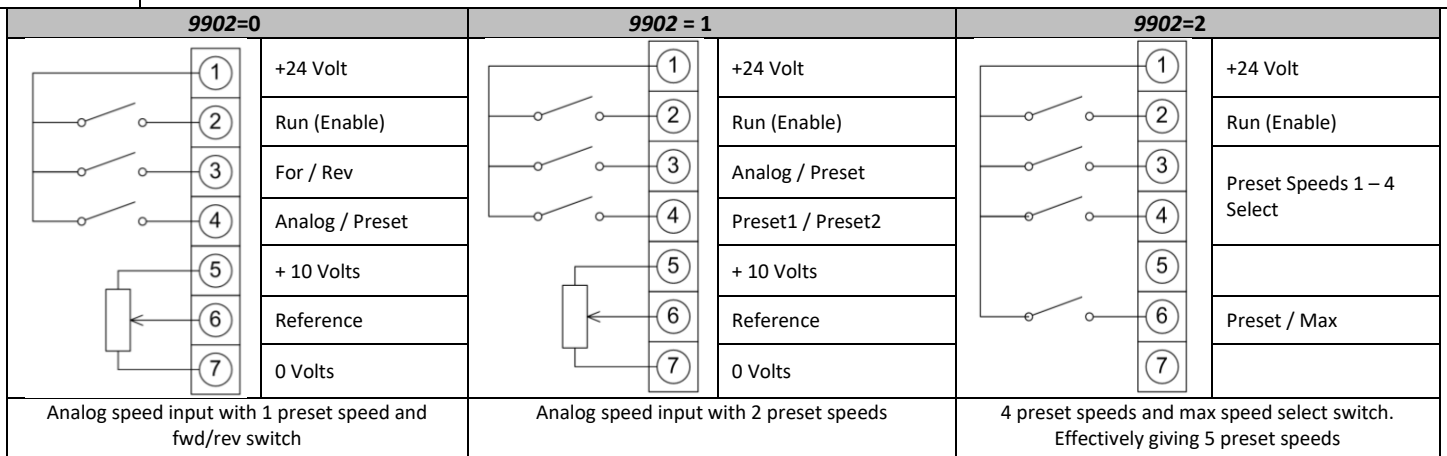 9902=0
1
+24 Volt
2
Run (Enable)
3
For / Rev
4
Analog / Preset
5
+ 10 Volts
6
Reference
7
0 Volts
Analog speed input with 1 preset speed and
fwd/rev switch
9902 = 1
1
+24 Volt
2
Run (Enable)
3
Analog / Preset
4
Preset1 / Preset2
5
+ 10 Volts
6
Reference
7
0 Volts
Analog speed input with 2 preset speeds
9902=2
1
+24 Volt
2
Run (Enable)
3
Preset Speeds 1 – 4
Select
4
5
6
Preset / Max
7
4 preset speeds and max speed select switch.
Effectively giving 5 preset speeds